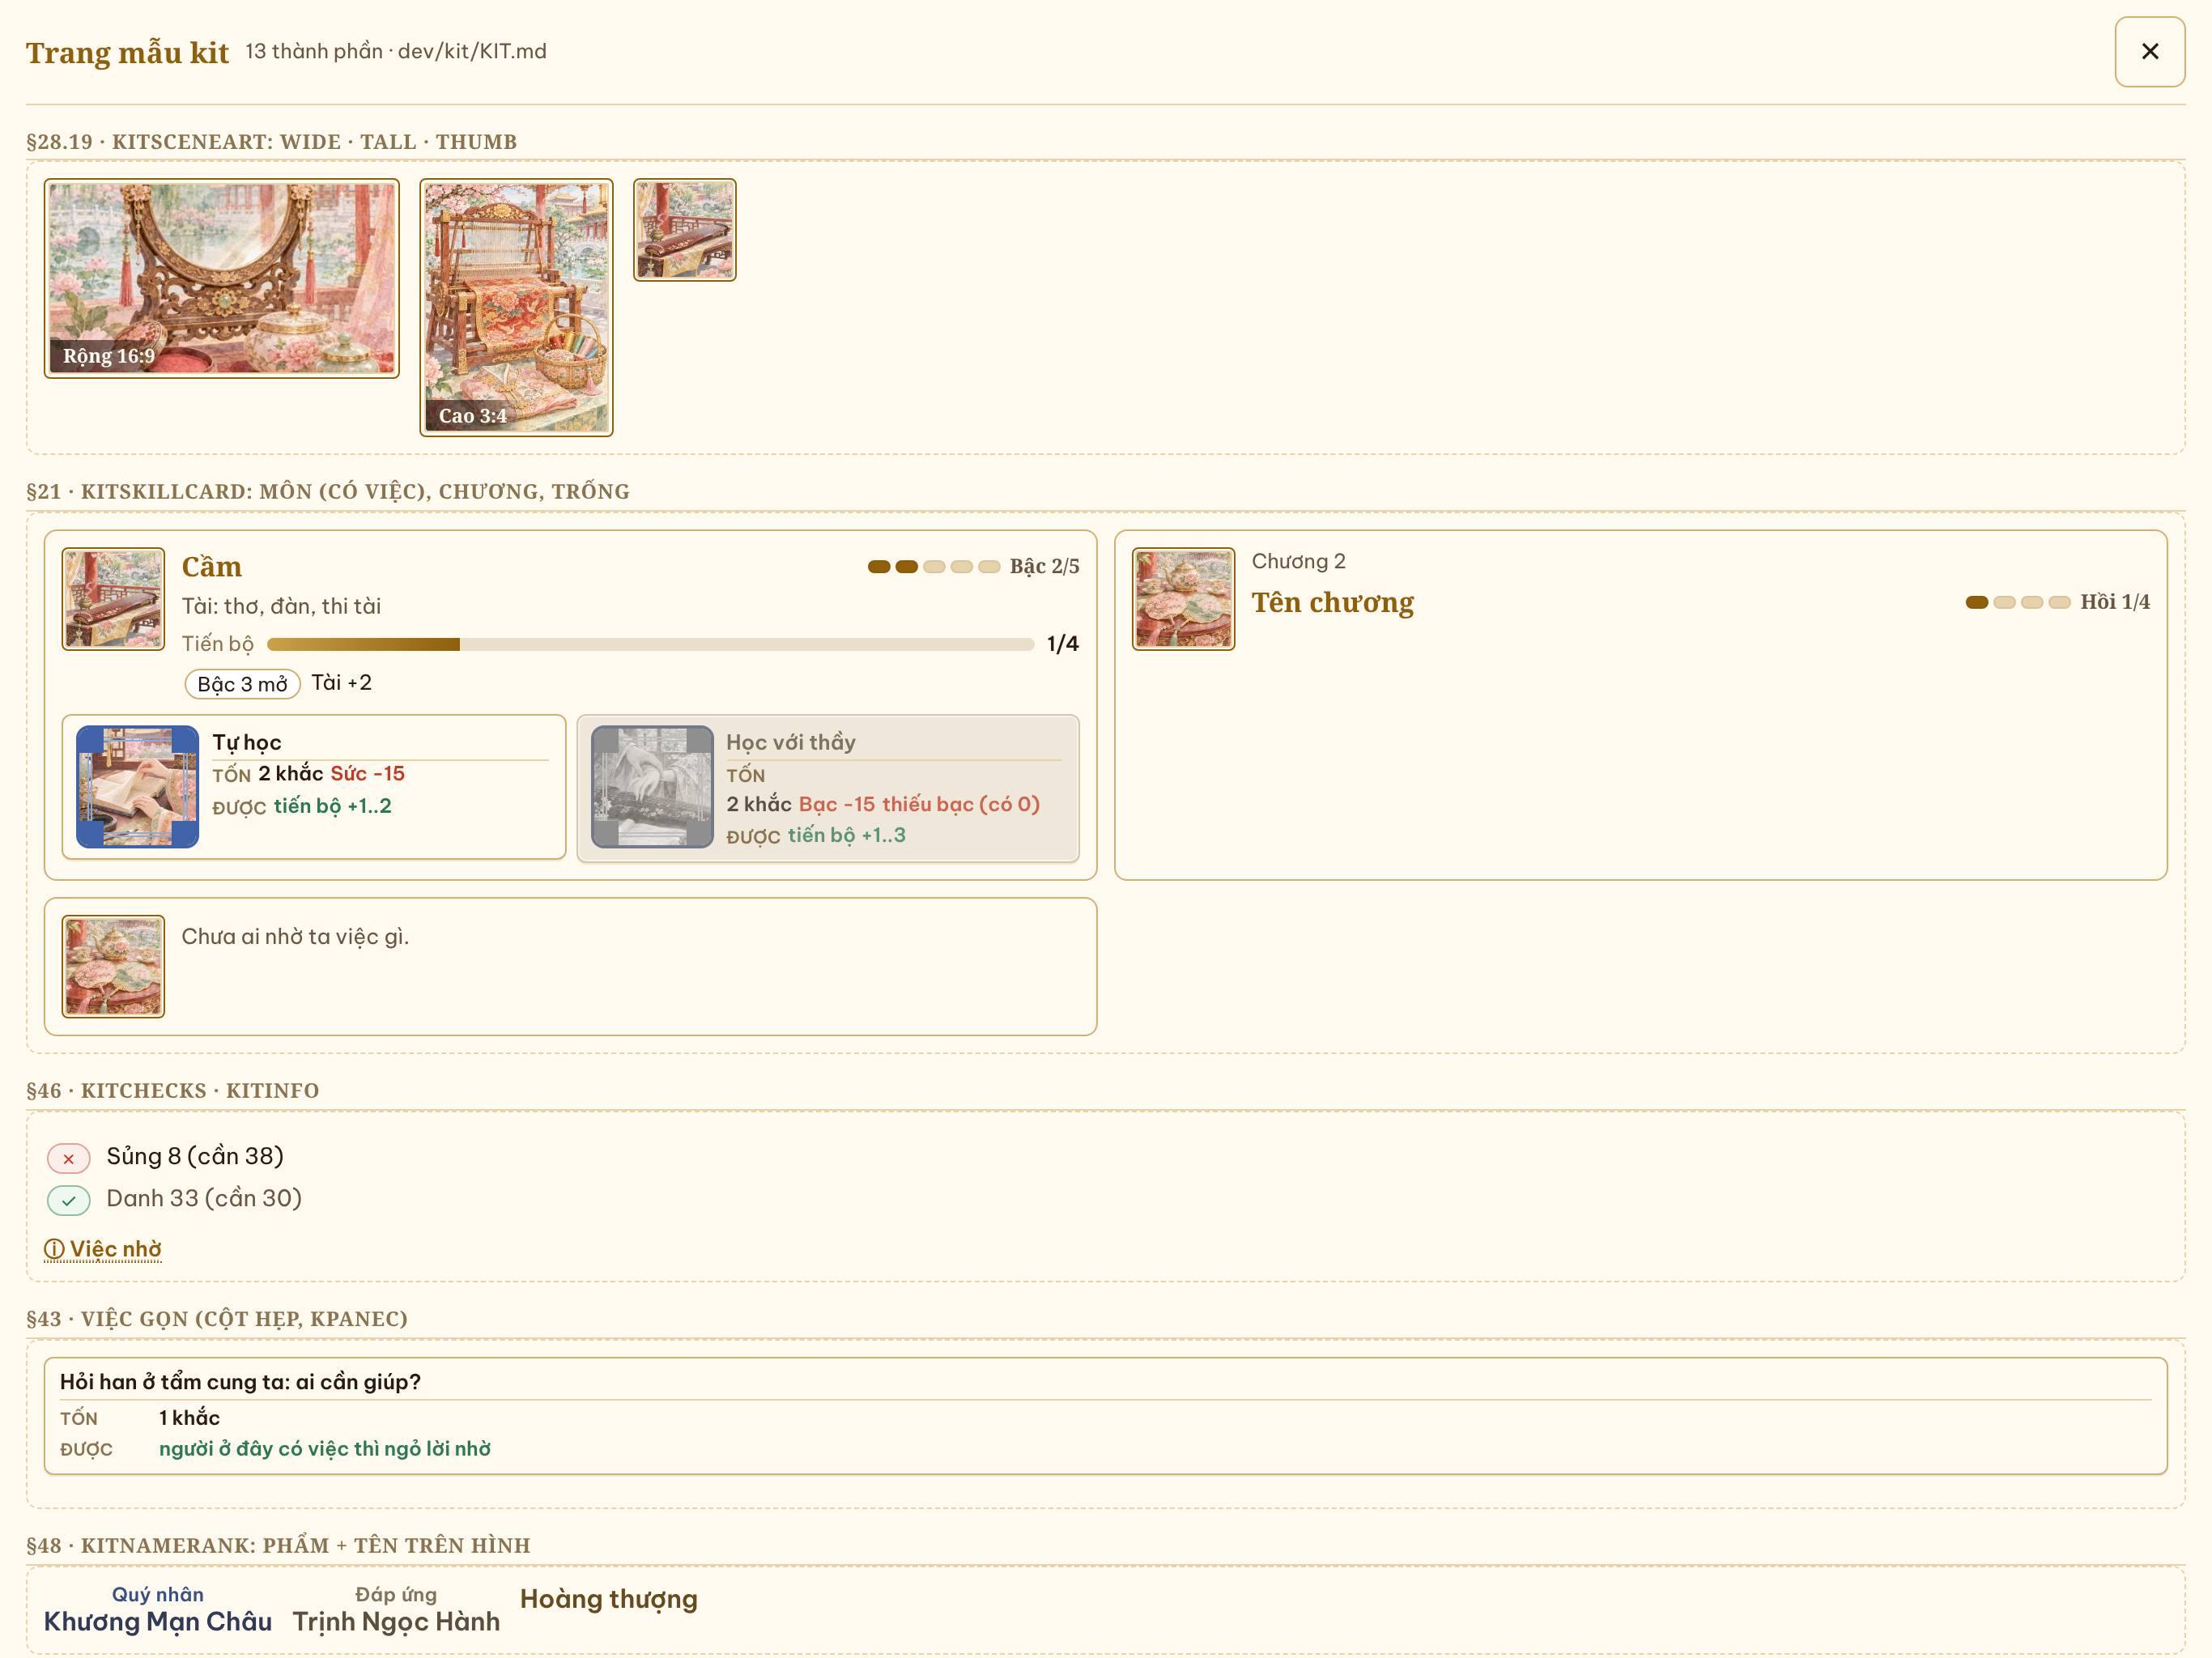 Trang mẫu kit 13 thành phần · dev/kit/KIT.md
×
§28.19 · KITSCENEART: WIDE · TALL · THUMB
Rộng 16:9
Cao 3:4
§21 · KITSKILLCARD: MÔN (CÓ VIỆC), CHƯƠNG, TRỐNG
Cầm
Bậc 2/5
Tài: thơ, đàn, thi tài
Tiến bộ 1/4
Bậc 3 mở Tài +2
Tự học
TỐN 2 khắc Sức -15
ĐƯỢC tiến bộ +1..2
Học với thầy
TỐN
2 khắc Bạc -15 thiếu bạc (có 0)
ĐƯỢC tiến bộ +1..3
Chương 2
Tên chương
Hồi 1/4
Chưa ai nhờ ta việc gì.
§46 · KITCHECKS · KITINFO
× Sủng 8 (cần 38)
✓ Danh 33 (cần 30)
ⓘ Việc nhờ
§43 · VIỆC GỌN (CỘT HẸP, KPANEC)
Hỏi han ở tẩm cung ta: ai cần giúp?
TỐN 1 khắc
ĐƯỢC người ở đây có việc thì ngỏ lời nhờ
§48 · KITNAMERANK: PHẨM + TÊN TRÊN HÌNH
Quý nhân
Khương Mạn Châu
Đáp ứng
Trịnh Ngọc Hành
Hoàng thượng